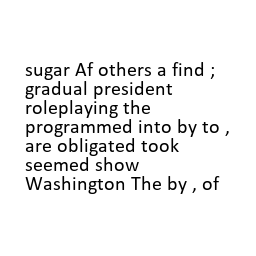 sugar Af others a find ;
gradual president
roleplaying the
programmed into by to ,
are obligated took
seemed show
Washington The by , of